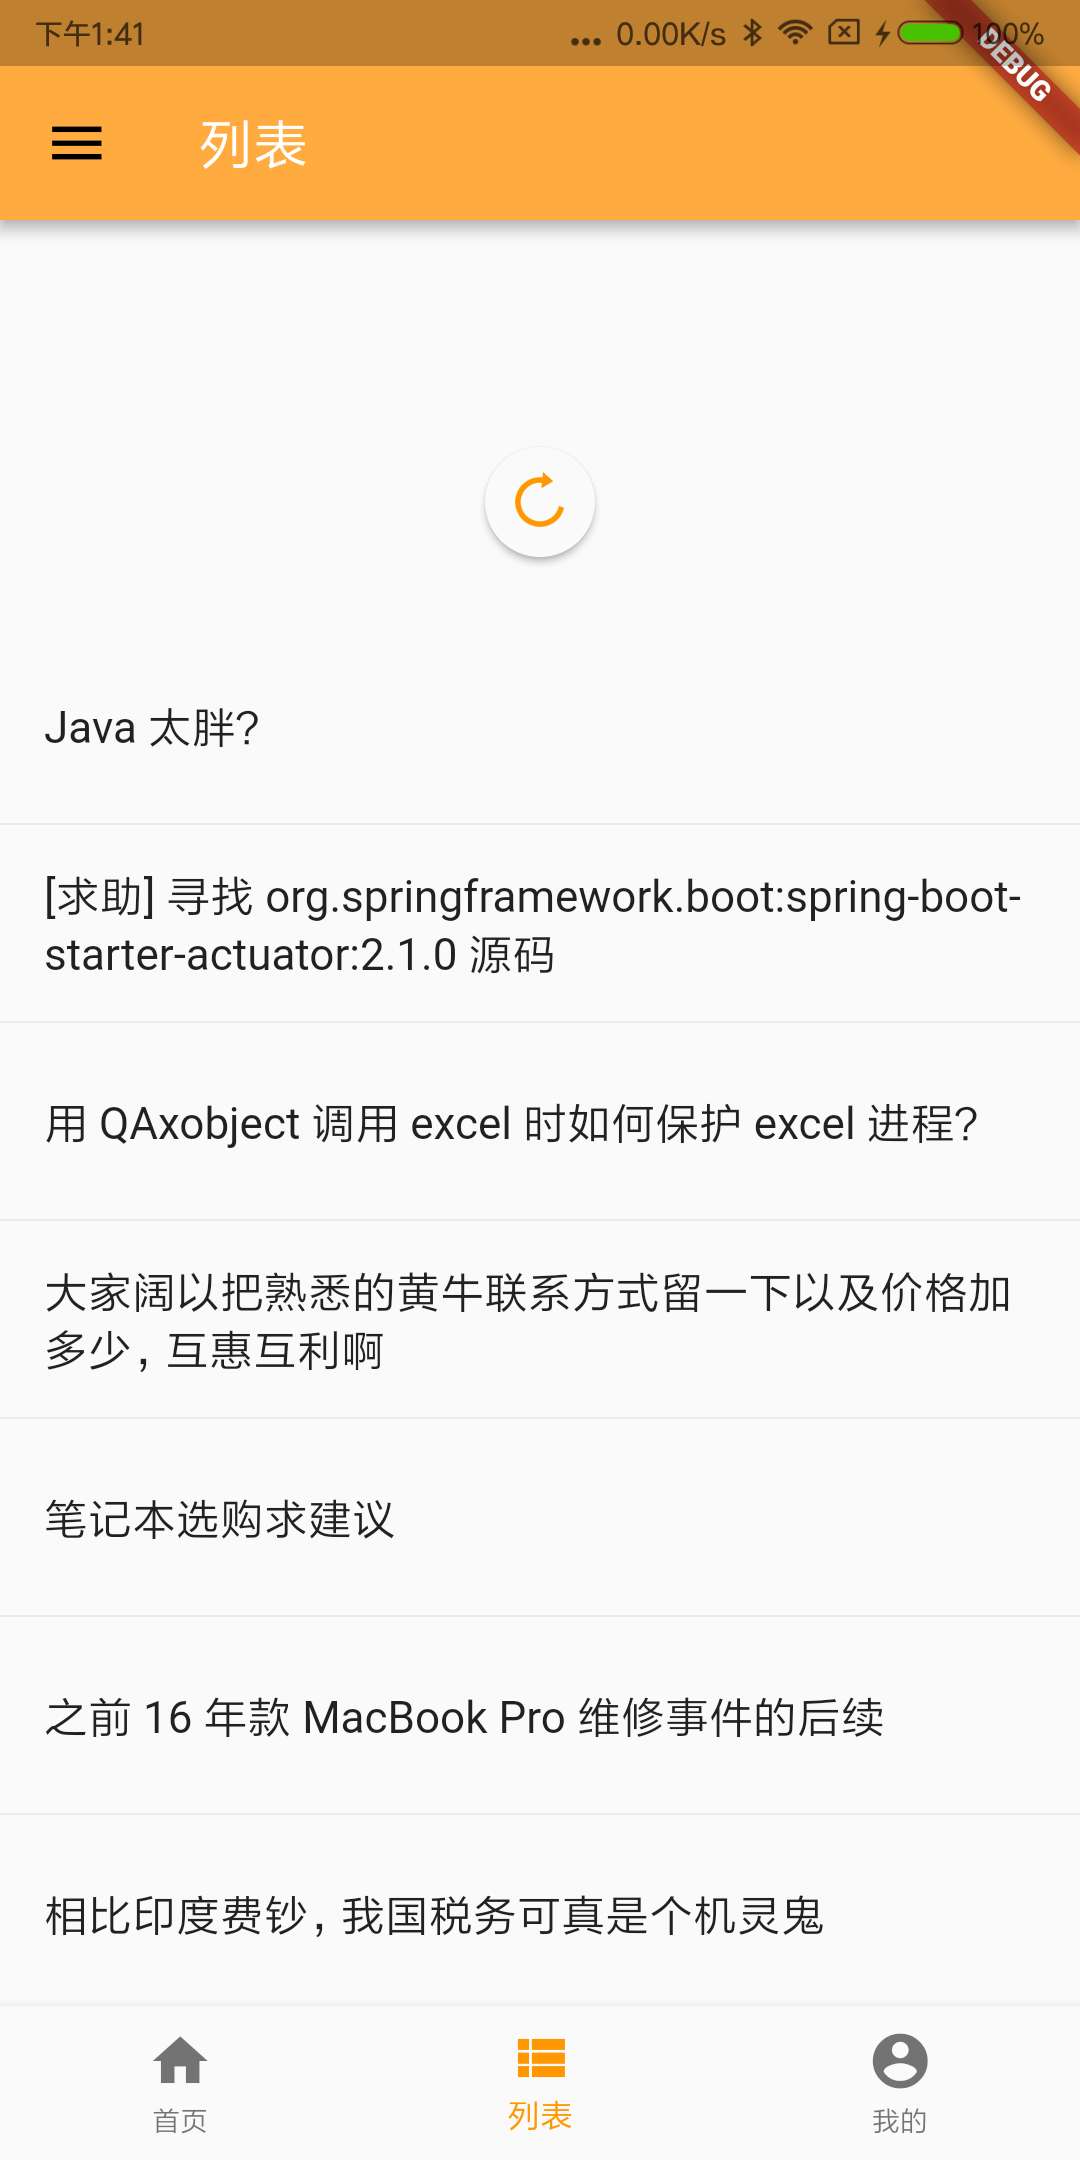 下午1:41 ... 0.00K/s 100%
DEBUG
列表
Java 太胖？
[求助] 寻找 org.springframework.boot:spring-boot-
starter-actuator:2.1.0 源码
用 QAxobject 调用 excel 时如何保护 excel 进程？
大家阔以把熟悉的黄牛联系方式留一下以及价格加
多少，互惠互利啊
笔记本选购求建议
之前 16 年款 MacBook Pro 维修事件的后续
相比印度费钞，我国税务可真是个机灵鬼
首页
列表
我的